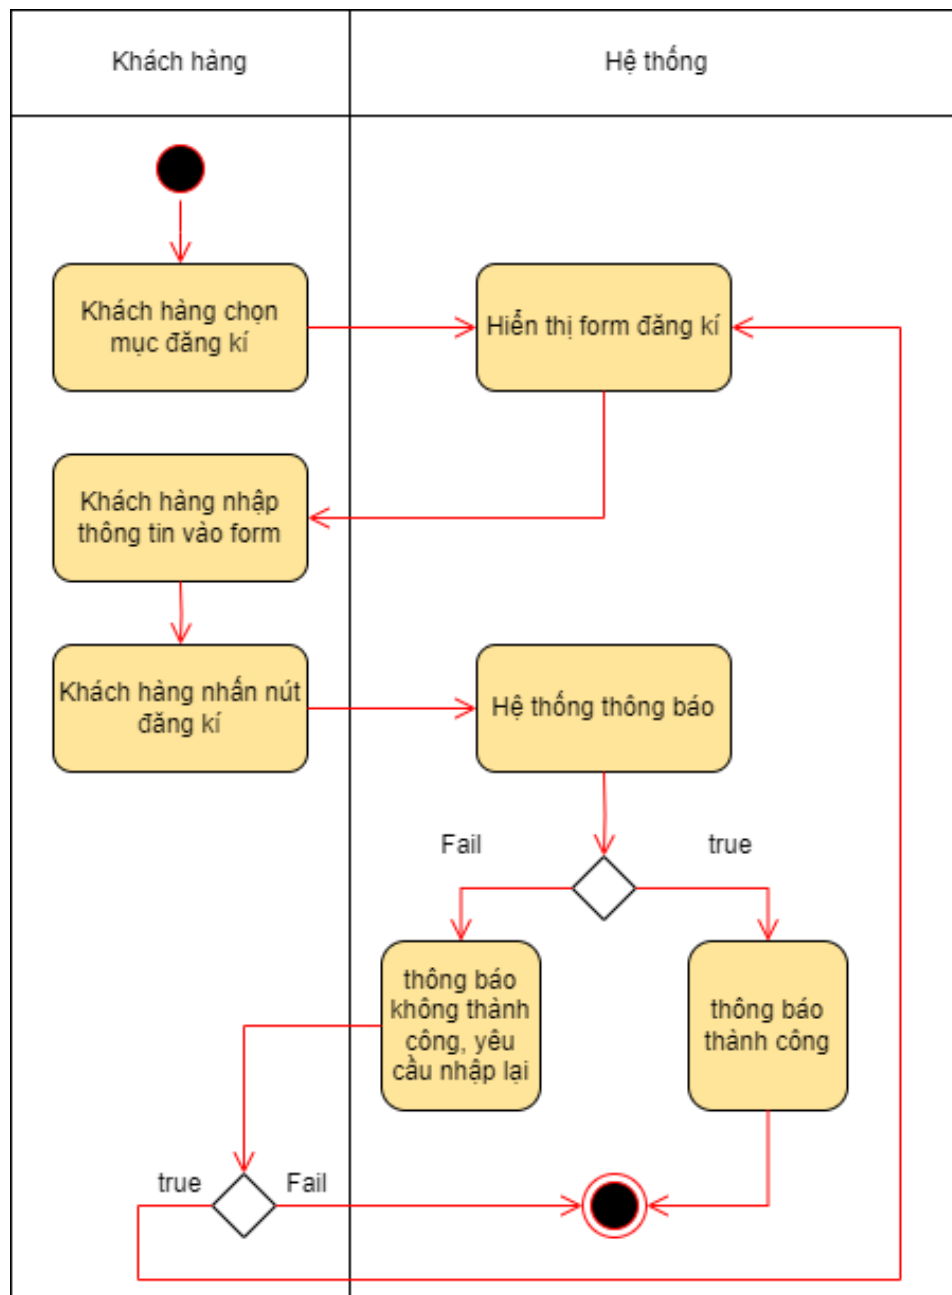 Khách hàng
Hệ thống
Khách hàng chọn
mục đăng kí
Hiển thị form đăng kí
Khách hàng nhập
thông tin vào form
Khách hàng nhấn nút
đăng kí
Hệ thống thông báo
Fail
true
thông báo
không thành
công, yêu
cầu nhập lại
thông báo
thành công
true
Fail